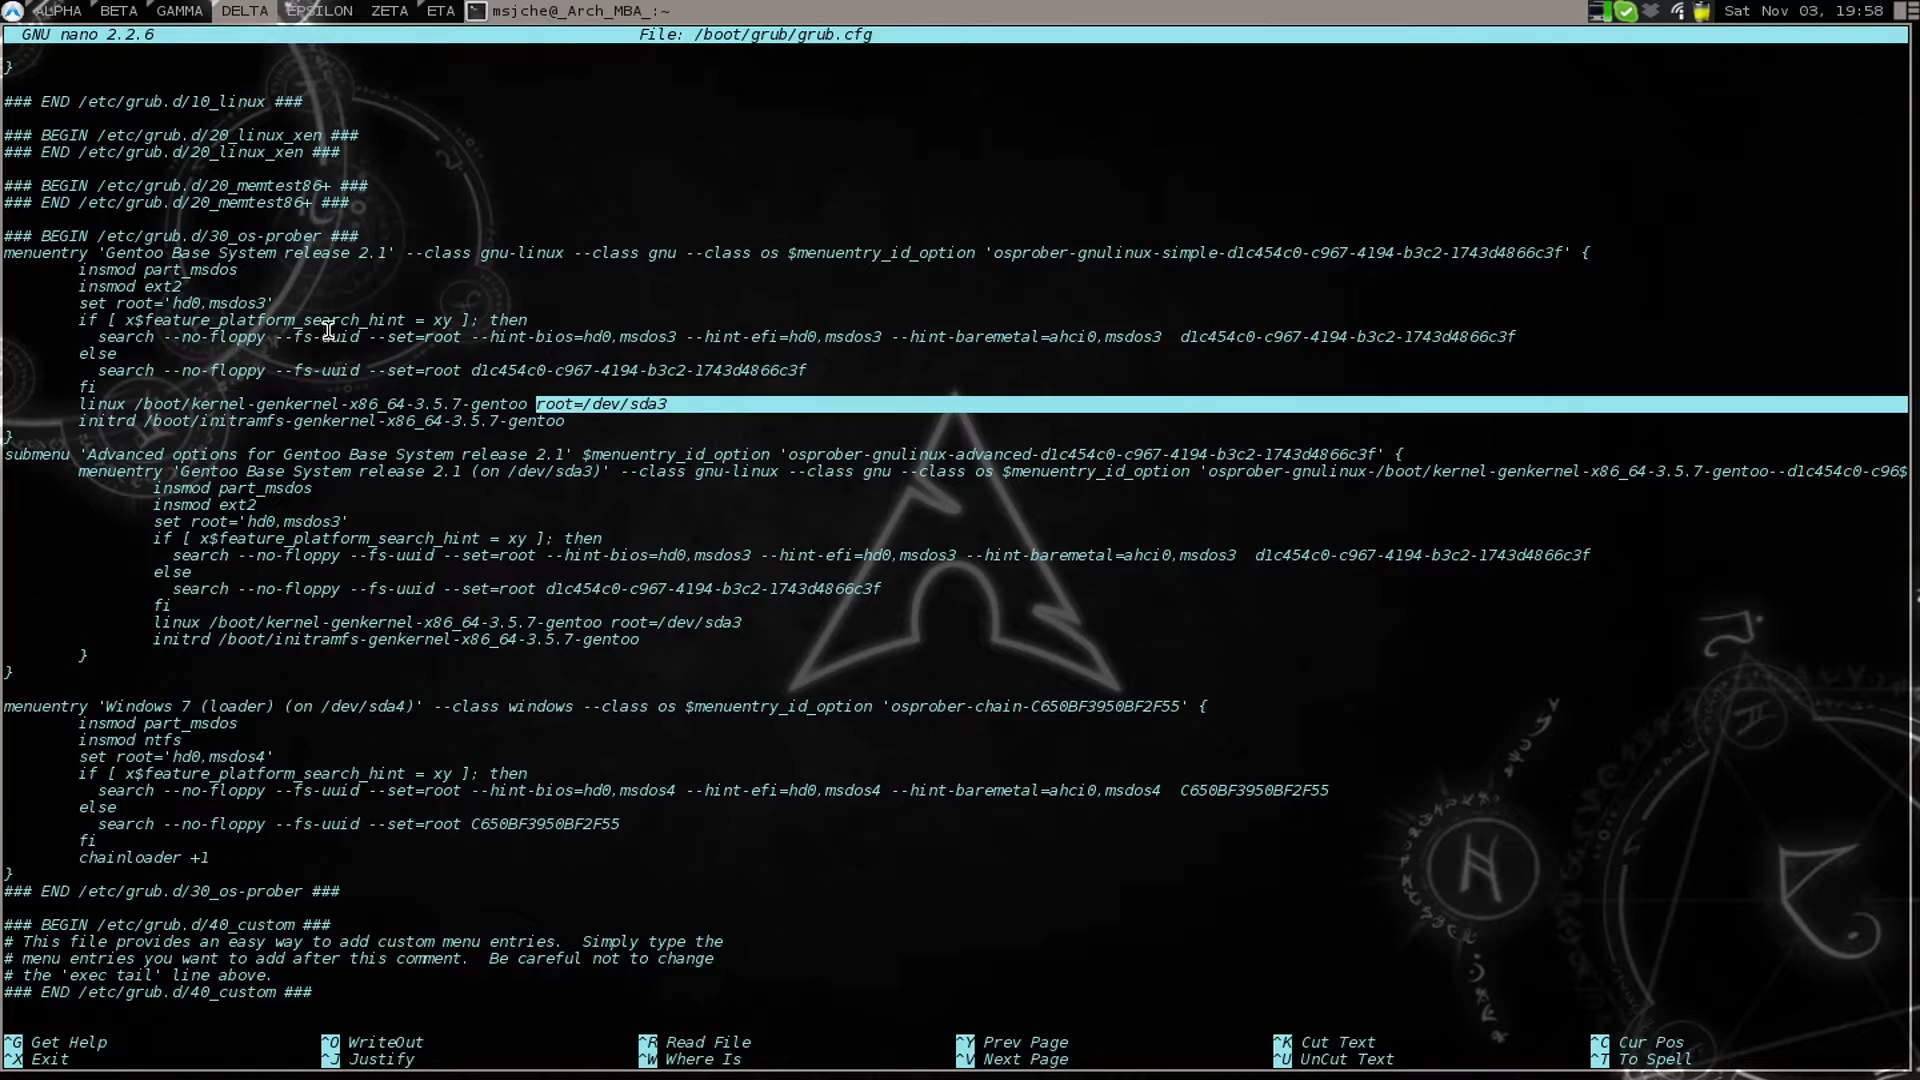 ALPHA BETA GAMMA DELTA EPSILON ZETA ETA msjche@_Arch_MBA_:~ Sat Nov 03, 19:58
GNU nano 2.2.6 File: /boot/grub/grub.cfg
}
### END /etc/grub.d/10_linux ###
### BEGIN /etc/grub.d/20_linux_xen ###
### END /etc/grub.d/20_linux_xen ###
### BEGIN /etc/grub.d/20_memtest86+ ###
### END /etc/grub.d/20_memtest86+ ###
### BEGIN /etc/grub.d/30_os-prober ###
menuentry 'Gentoo Base System release 2.1' --class gnu-linux --class gnu --class os $menuentry_id_option 'osprober-gnulinux-simple-d1c454c0-c967-4194-b3c2-1743d4866c3f' {
insmod part_msdos
insmod ext2
set root='hd0,msdos3'
if [ x$feature_platform_search_hint = xy ]; then
search --no-floppy --fs-uuid --set=root --hint-bios=hd0,msdos3 --hint-efi=hd0,msdos3 --hint-baremetal=ahci0,msdos3  d1c454c0-c967-4194-b3c2-1743d4866c3f
else
search --no-floppy --fs-uuid --set=root d1c454c0-c967-4194-b3c2-1743d4866c3f
fi
linux /boot/kernel-genkernel-x86_64-3.5.7-gentoo root=/dev/sda3
initrd /boot/initramfs-genkernel-x86_64-3.5.7-gentoo
}
submenu 'Advanced options for Gentoo Base System release 2.1' $menuentry_id_option 'osprober-gnulinux-advanced-d1c454c0-c967-4194-b3c2-1743d4866c3f' {
menuentry 'Gentoo Base System release 2.1 (on /dev/sda3)' --class gnu-linux --class gnu --class os $menuentry_id_option 'osprober-gnulinux-/boot/kernel-genkernel-x86_64-3.5.7-gentoo--d1c454c0-c96$
insmod part_msdos
insmod ext2
set root='hd0,msdos3'
if [ x$feature_platform_search_hint = xy ]; then
search --no-floppy --fs-uuid --set=root --hint-bios=hd0,msdos3 --hint-efi=hd0,msdos3 --hint-baremetal=ahci0,msdos3  d1c454c0-c967-4194-b3c2-1743d4866c3f
else
search --no-floppy --fs-uuid --set=root d1c454c0-c967-4194-b3c2-1743d4866c3f
fi
linux /boot/kernel-genkernel-x86_64-3.5.7-gentoo root=/dev/sda3
initrd /boot/initramfs-genkernel-x86_64-3.5.7-gentoo
}
}
menuentry 'Windows 7 (loader) (on /dev/sda4)' --class windows --class os $menuentry_id_option 'osprober-chain-C650BF3950BF2F55' {
insmod part_msdos
insmod ntfs
set root='hd0,msdos4'
if [ x$feature_platform_search_hint = xy ]; then
search --no-floppy --fs-uuid --set=root --hint-bios=hd0,msdos4 --hint-efi=hd0,msdos4 --hint-baremetal=ahci0,msdos4  C650BF3950BF2F55
else
search --no-floppy --fs-uuid --set=root C650BF3950BF2F55
fi
chainloader +1
}
### END /etc/grub.d/30_os-prober ###
### BEGIN /etc/grub.d/40_custom ###
# This file provides an easy way to add custom menu entries.  Simply type the
# menu entries you want to add after this comment.  Be careful not to change
# the 'exec tail' line above.
### END /etc/grub.d/40_custom ###
^G Get Help ^O WriteOut ^R Read File ^Y Prev Page ^K Cut Text ^C Cur Pos
^X Exit ^J Justify ^W Where Is ^V Next Page ^U UnCut Text ^T To Spell